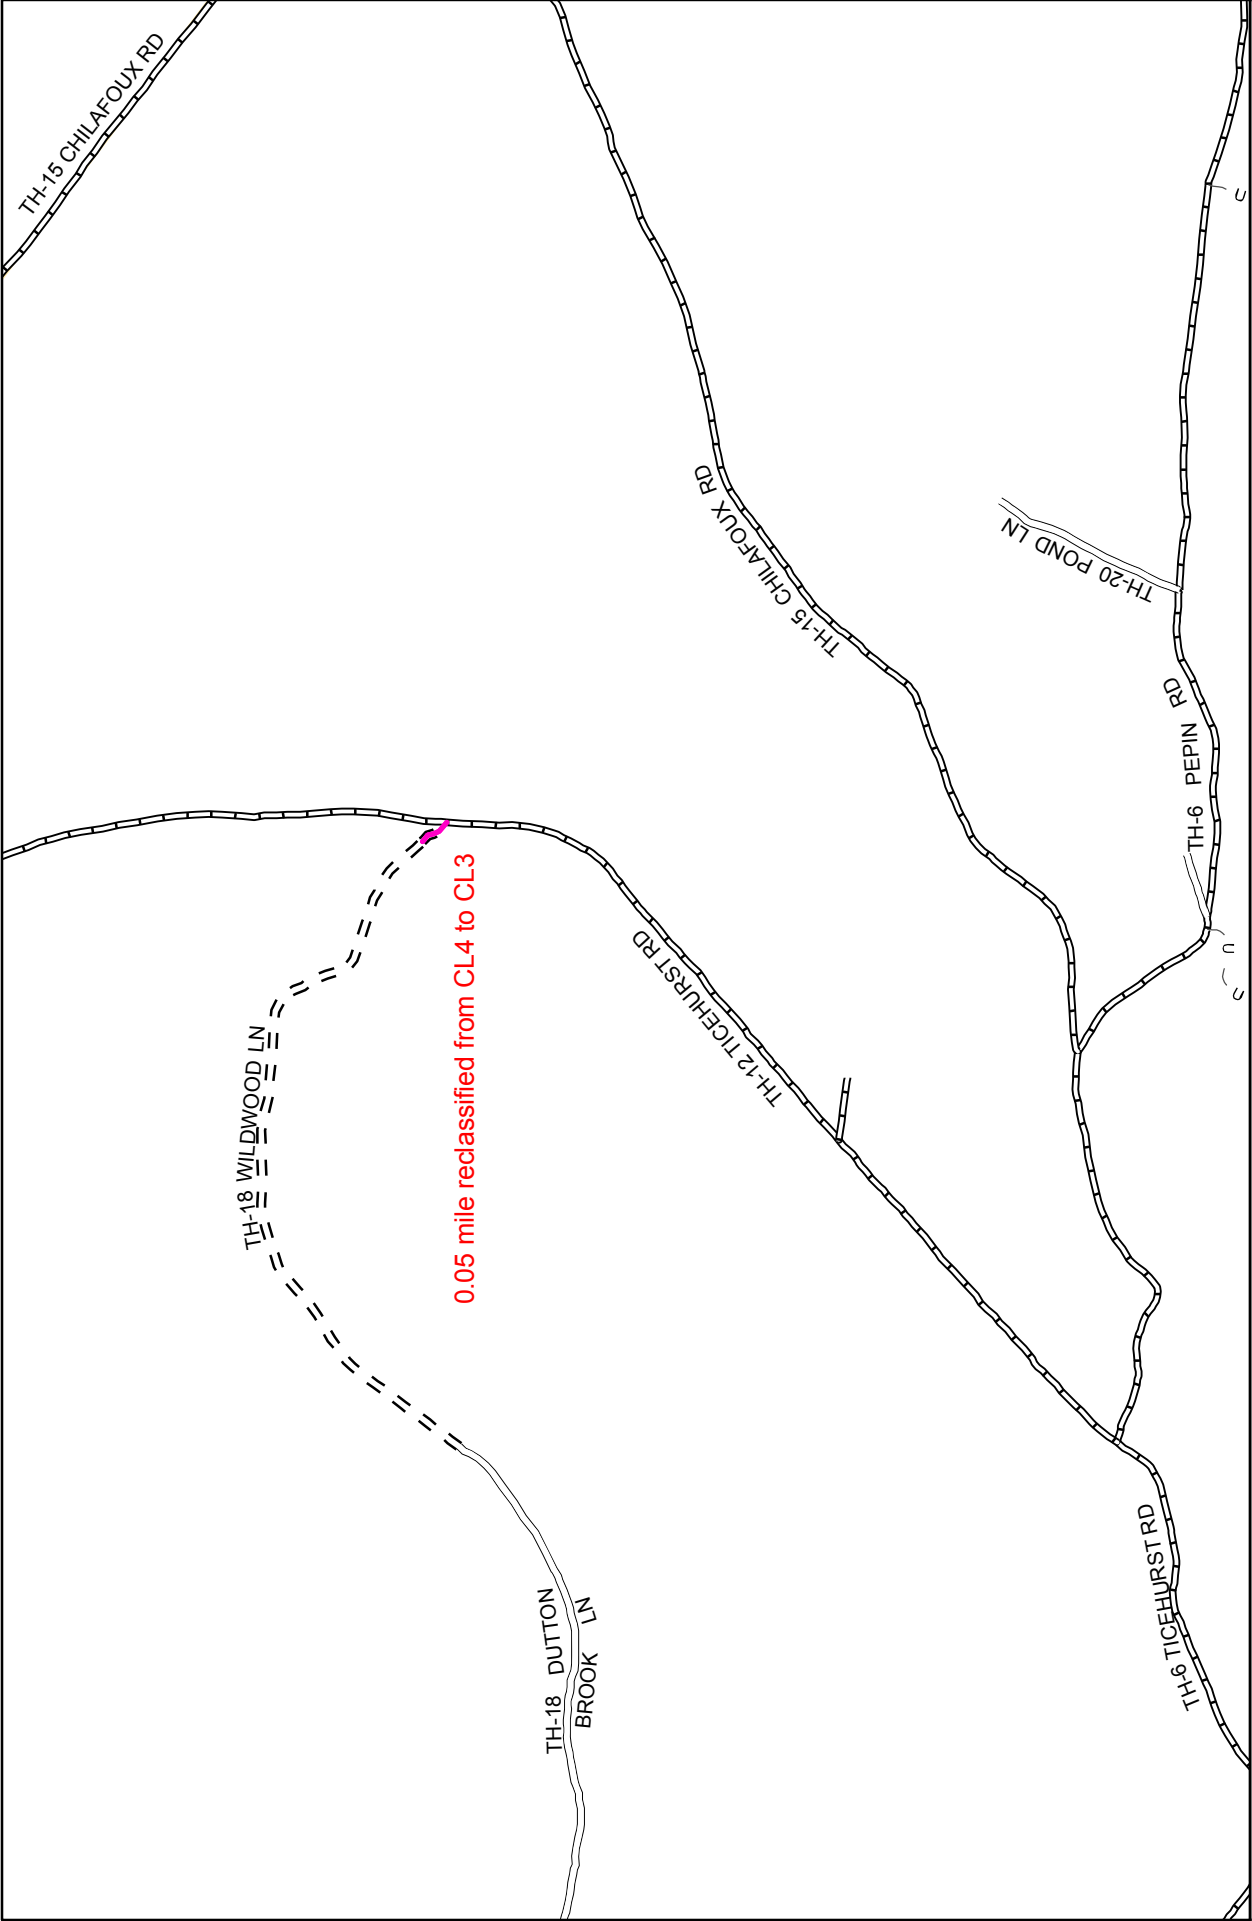 TH-15 CHILAFOUX RD
TH-15 CHILAFOUX RD
TH-20 POND LN
TH-6 PEPIN RD
U
U
U
TH-12 TICEHURST RD
0.05 mile reclassified from CL4 to CL3
TH-18 WILDWOOD LN
TH-18 DUTTON
BROOK LN
TH-6 TICEHURST RD